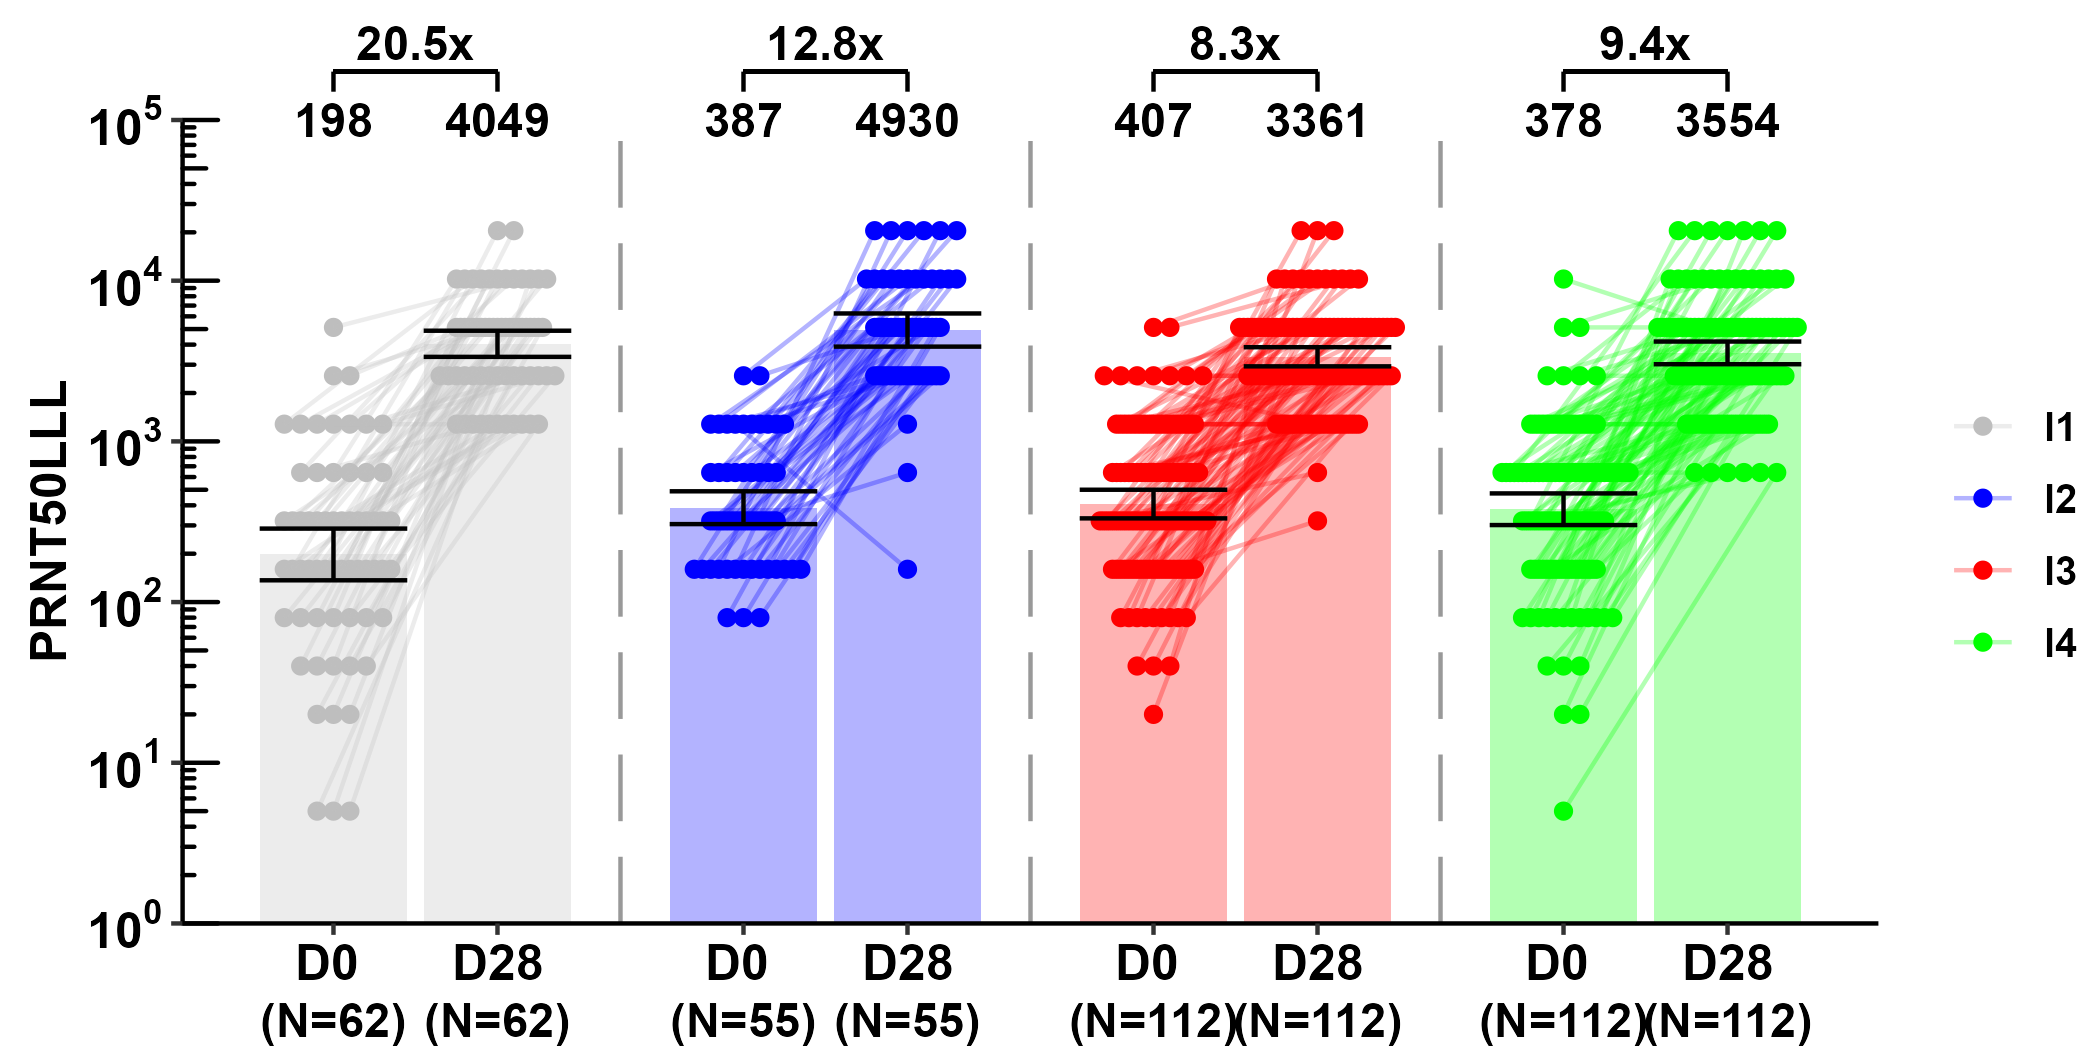 20.5x 12.8x 8.3x 9.4x
198 4049 387 4930 407 3361 378 3554
10^5
10^4
10^3
10^2
10^1
10^0
PRNT50LLL
I1
I2
I3
I4
D0 D28 D0 D28 D0 D28 D0 D28
(N=62) (N=62) (N=55) (N=55) (N=112)(N=112) (N=112)(N=112)